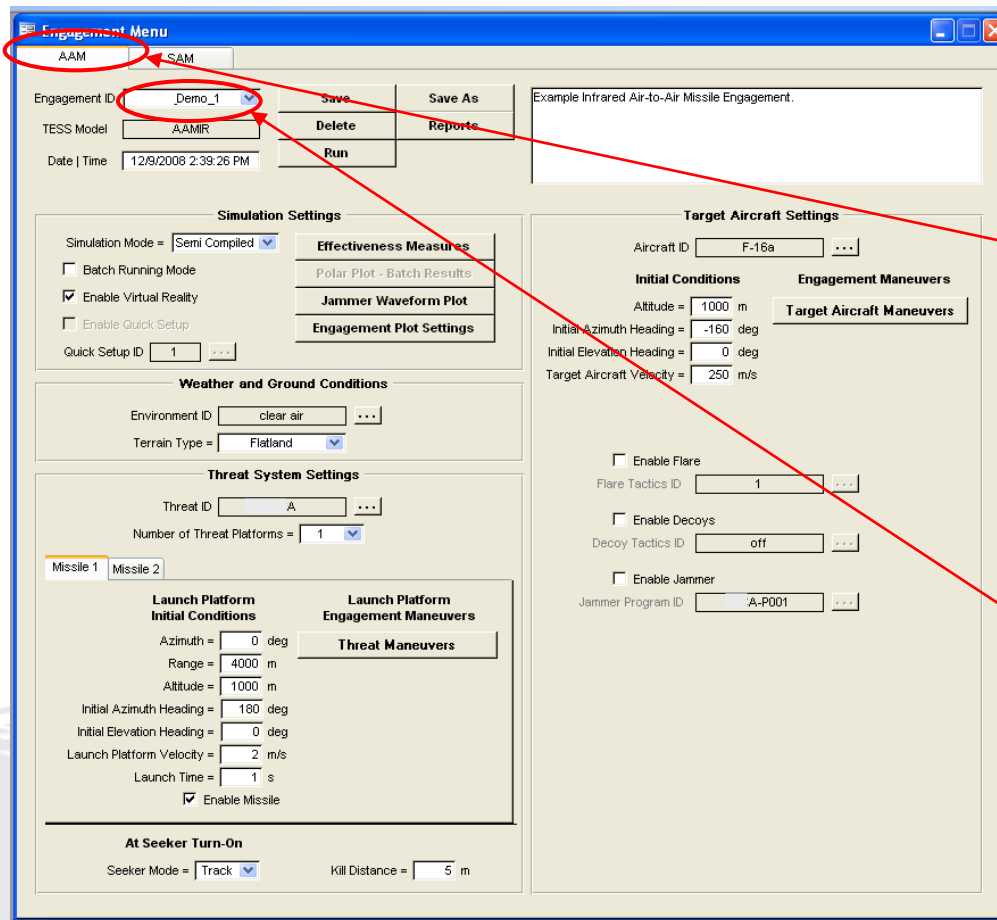 Engagement Menu
AAM SAM
Engagement ID Demo_1 Save Save As
TESS Model AAMIR Delete Reports
Date | Time 12/9/2008 2:39:26 PM Run
Example Infrared Air-to-Air Missile Engagement.
Simulation Settings
Simulation Mode = Semi Compiled Effectiveness Measures
Batch Running Mode Polar Plot - Batch Results
Enable Virtual Reality Jammer Waveform Plot
Enable Quick Setup Engagement Plot Settings
Quick Setup ID 1 ...
Weather and Ground Conditions
Environment ID clear air ...
Terrain Type = Flatland
Threat System Settings
Threat ID A ...
Number of Threat Platforms = 1
Missile 1 Missile 2
Launch Platform Launch Platform
Initial Conditions Engagement Maneuvers
Azimuth = 0 deg Threat Maneuvers
Range = 4000 m
Altitude = 1000 m
Initial Azimuth Heading = 180 deg
Initial Elevation Heading = 0 deg
Launch Platform Velocity = 2 m/s
Launch Time = 1 s
Enable Missile
At Seeker Turn-On
Seeker Mode = Track Kill Distance = 5 m
Target Aircraft Settings
Aircraft ID F-16a ...
Initial Conditions Engagement Maneuvers
Altitude = 1000 m Target Aircraft Maneuvers
Initial Azimuth Heading = -160 deg
Initial Elevation Heading = 0 deg
Target Aircraft Velocity = 250 m/s
Enable Flare
Flare Tactics ID 1 ...
Enable Decoys
Decoy Tactics ID off ...
Enable Jammer
Jammer Program ID A-P001 ...